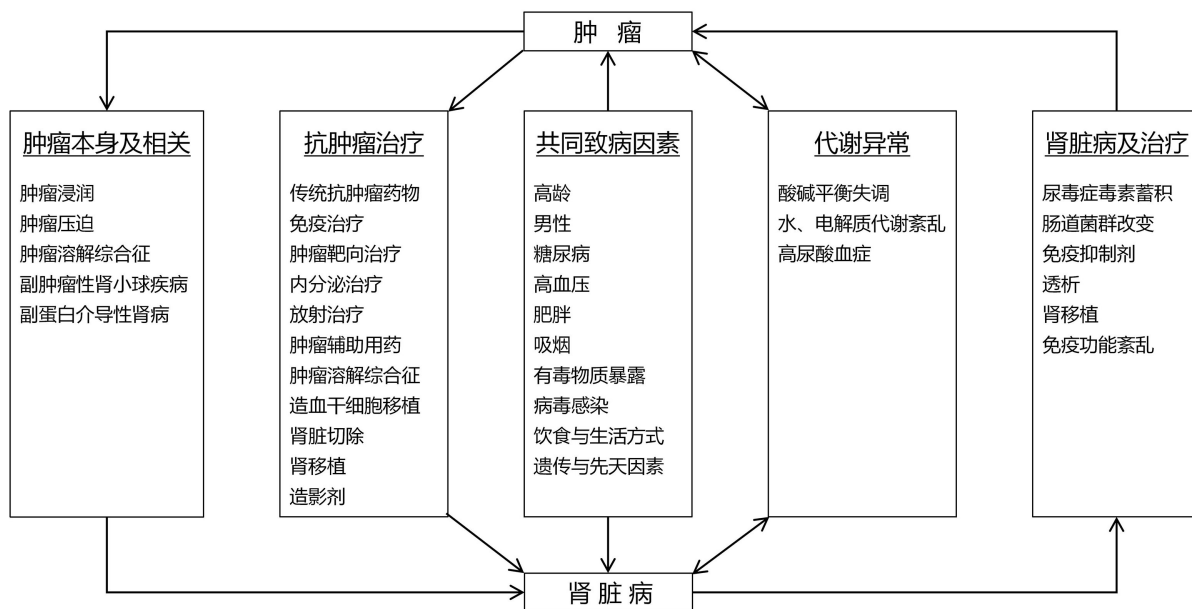 肿 瘤
肿瘤本身及相关
肿瘤浸润
肿瘤压迫
肿瘤溶解综合征
副肿瘤性肾小球疾病
副蛋白介导性肾病
抗肿瘤治疗
传统抗肿瘤药物
免疫治疗
肿瘤靶向治疗
内分泌治疗
放射治疗
肿瘤辅助用药
肿瘤溶解综合征
造血干细胞移植
肾脏切除
肾移植
造影剂
共同致病因素
高龄
男性
糖尿病
高血压
肥胖
吸烟
有毒物质暴露
病毒感染
饮食与生活方式
遗传与先天因素
代谢异常
酸碱平衡失调
水、电解质代谢紊乱
高尿酸血症
肾脏病及治疗
尿毒症毒素蓄积
肠道菌群改变
免疫抑制剂
透析
肾移植
免疫功能紊乱
肾 脏 病